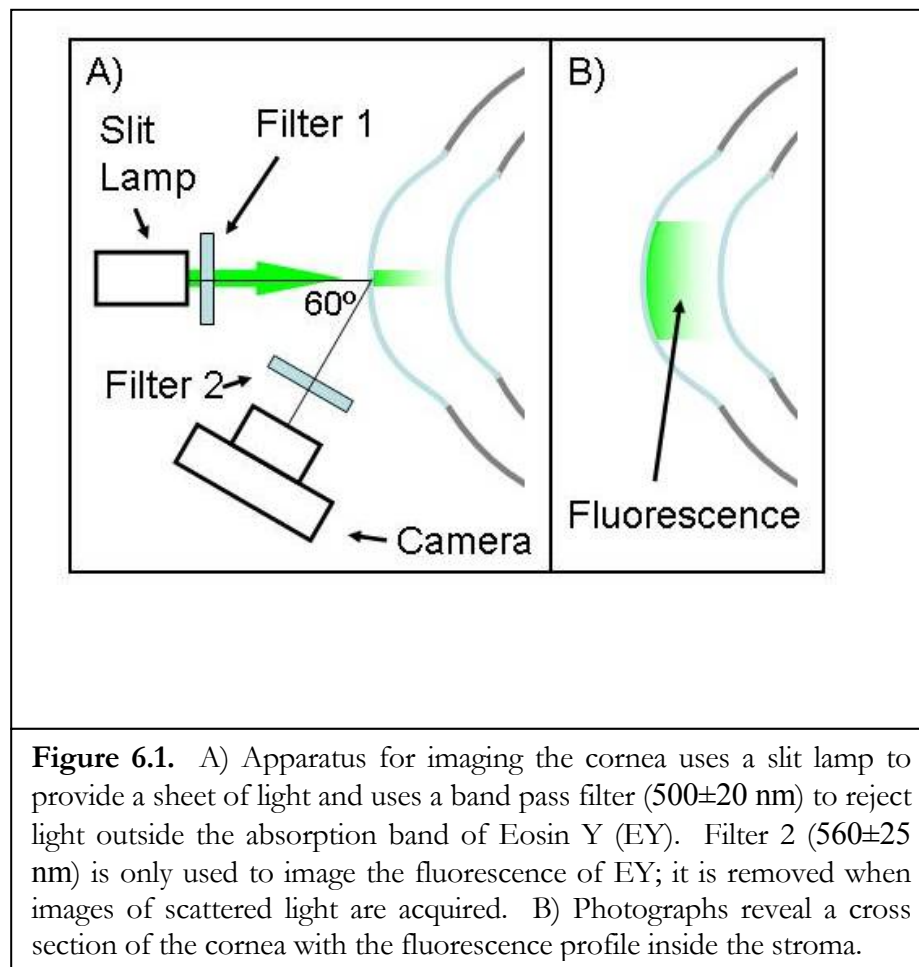 A)
Slit
Lamp
Filter 1
60º
Filter 2
Camera
B)
Fluorescence
Figure 6.1. A) Apparatus for imaging the cornea uses a slit lamp to
provide a sheet of light and uses a band pass filter (500±20 nm) to reject
light outside the absorption band of Eosin Y (EY). Filter 2 (560±25
nm) is only used to image the fluorescence of EY; it is removed when
images of scattered light are acquired. B) Photographs reveal a cross
section of the cornea with the fluorescence profile inside the stroma.